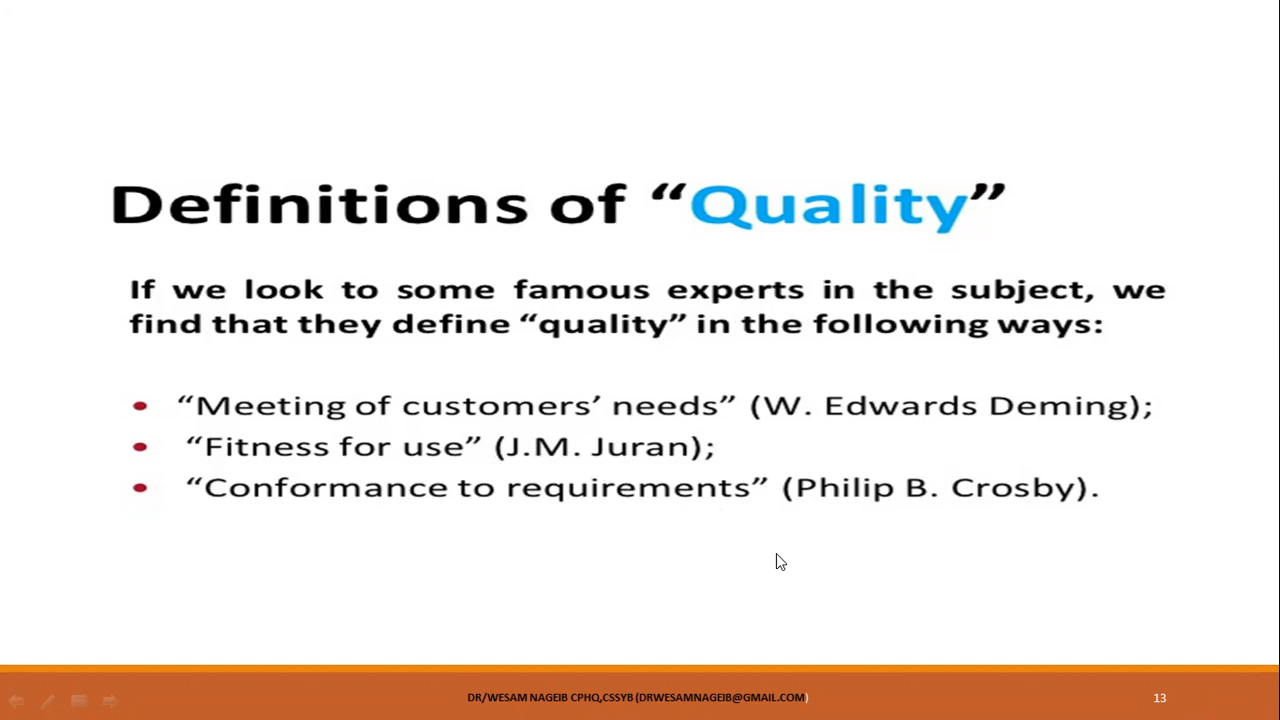 Definitions of “Quality”
If we look to some famous experts in the subject, we
find that they define “quality” in the following ways:
• “Meeting of customers’ needs” (W. Edwards Deming);
• “Fitness for use” (J.M. Juran);
• “Conformance to requirements” (Philip B. Crosby).
DR/WESAM NAGEIB CPHQ,CSSYB (DRWESAMNAGEIB@GMAIL.COM)
13